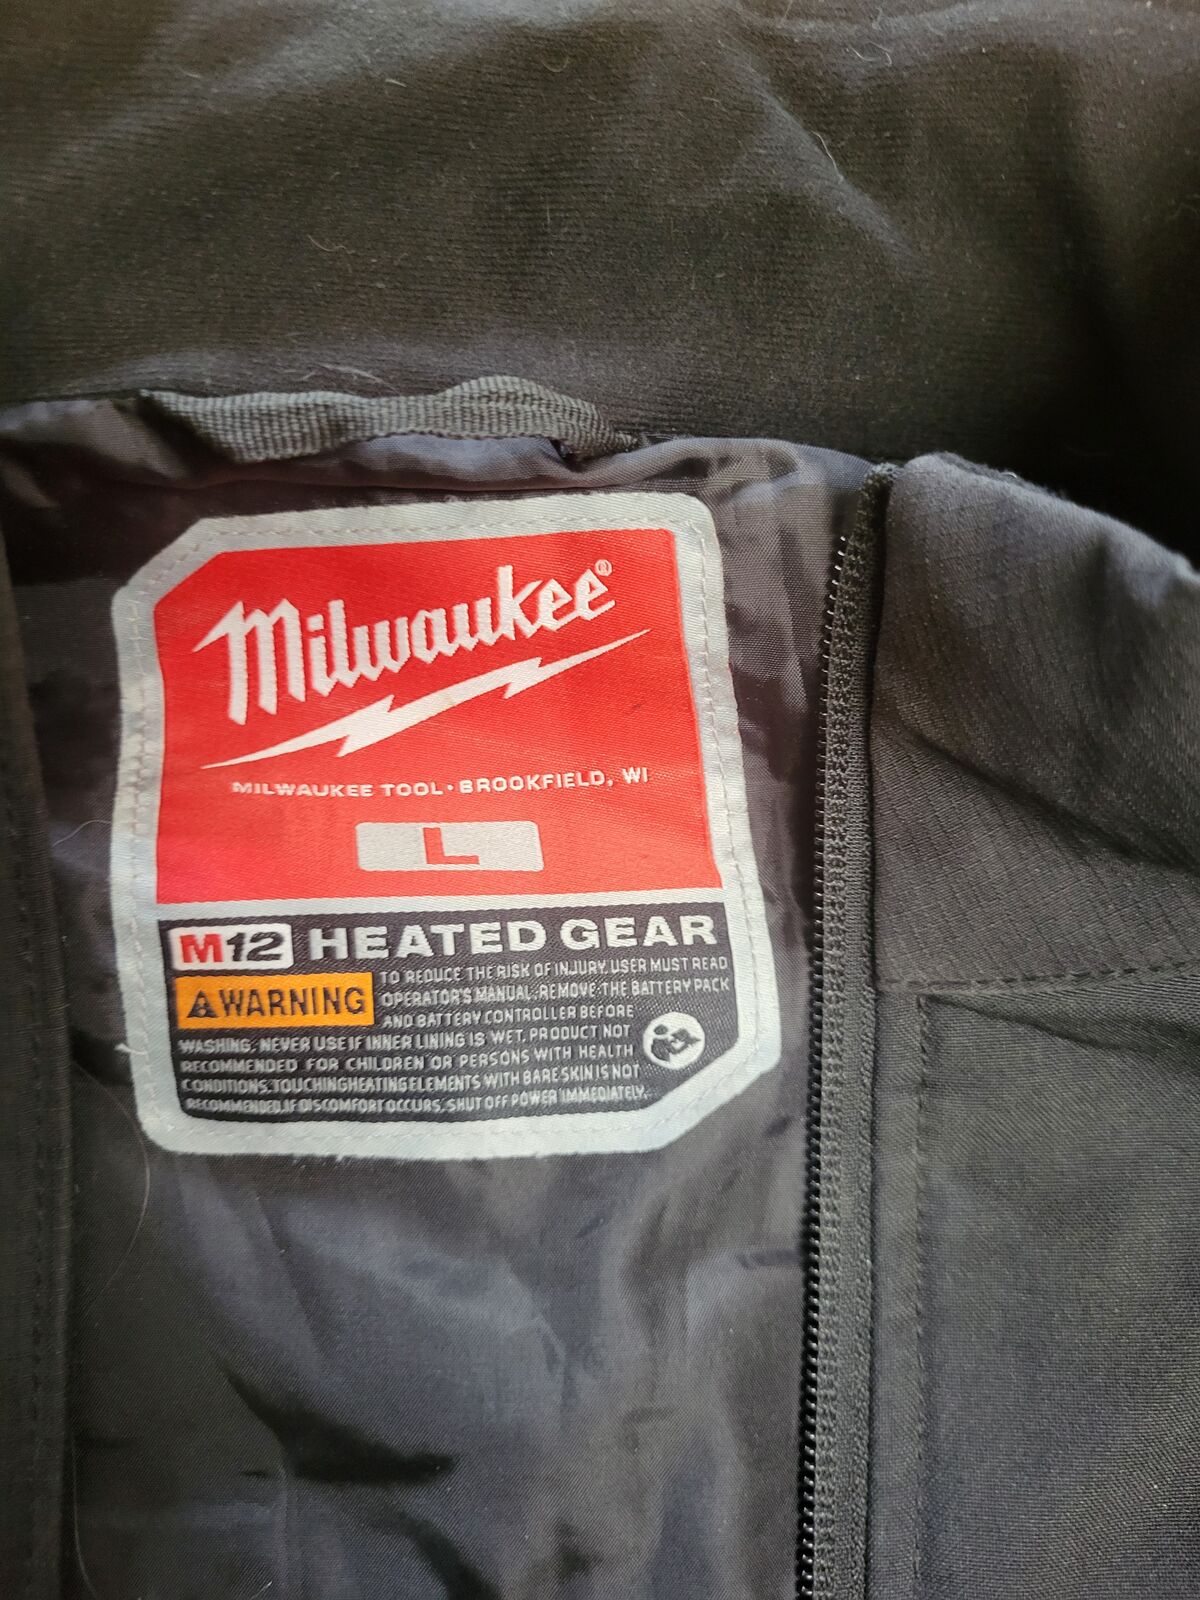 Milwaukee®
MILWAUKEE TOOL • BROOKFIELD, WI
L
M12 HEATED GEAR
WARNING
TO REDUCE THE RISK OF INJURY, USER MUST READ
OPERATOR'S MANUAL. REMOVE THE BATTERY PACK
AND BATTERY CONTROLLER BEFORE
WASHING. NEVER USE IF INNER LINING IS WET. PRODUCT NOT
RECOMMENDED FOR CHILDREN OR PERSONS WITH HEALTH
CONDITIONS. TOUCHING HEATING ELEMENTS WITH BARE SKIN IS NOT
RECOMMENDED. IF DISCOMFORT OCCURS, SHUT OFF POWER IMMEDIATELY.